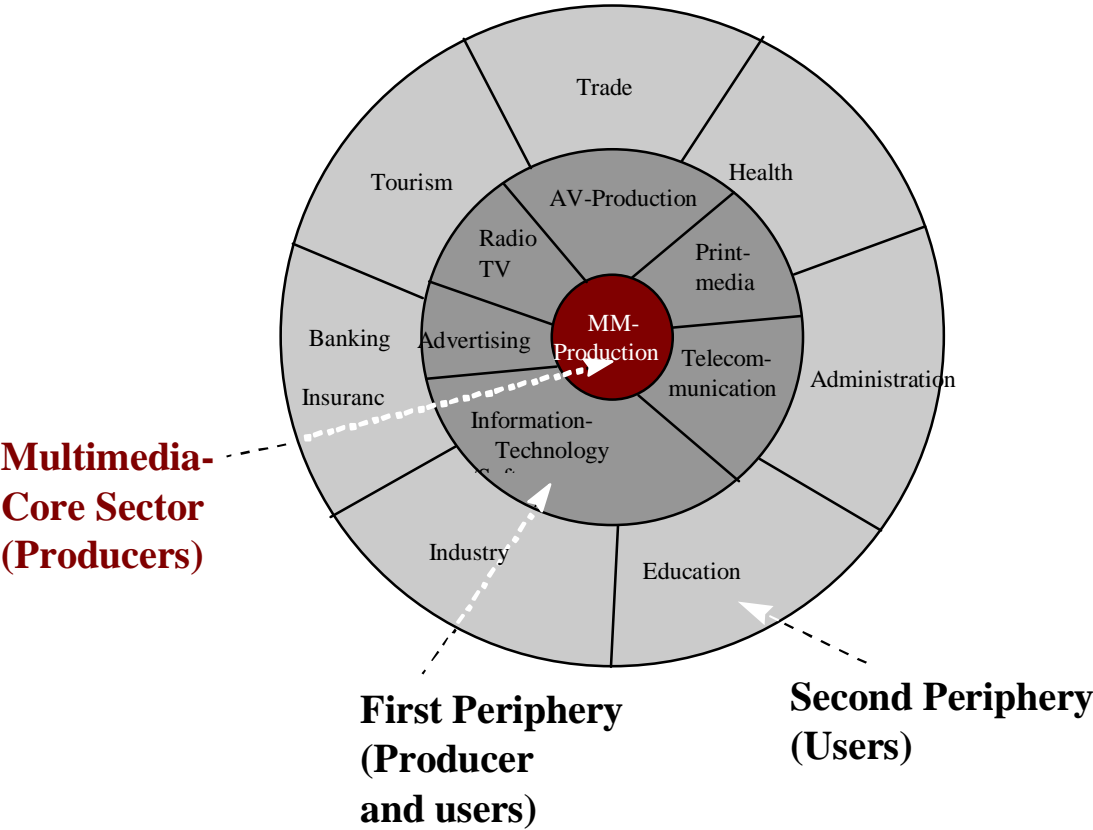 Trade
Tourism
Health
AV-Production
Radio
TV
Print-
media
MM-
Production
Banking
Advertising
Telecom-
munication
Administration
Insuranc
Information-
Technology
Multimedia-
Core Sector
(Producers)
Industry
Education
First Periphery
(Producer
and users)
Second Periphery
(Users)